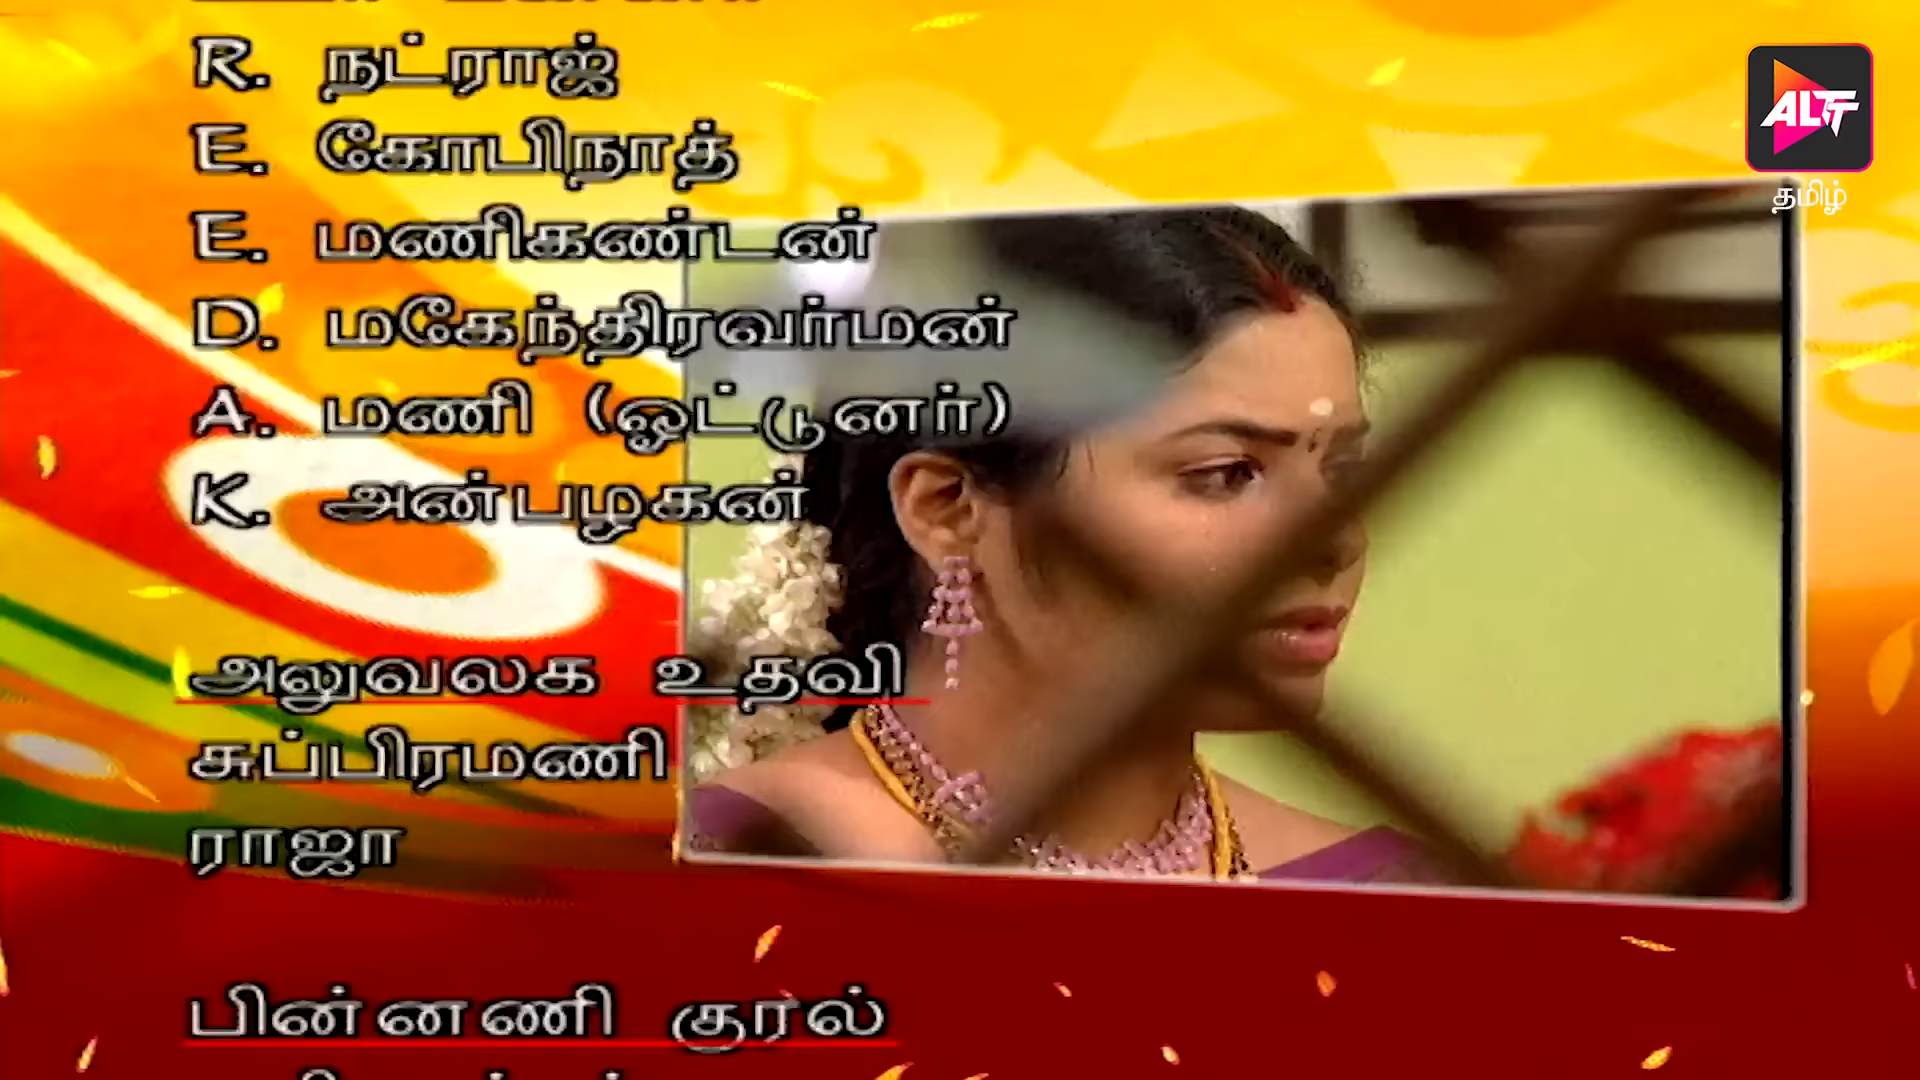 R. நட்ராஜ்
E. கோபிநாத்
E. மணிகண்டன்
D. மகேந்திரவர்மன்
A. மணி (ஓட்டுனர்)
K. அன்பழகன்
அலுவலக உதவி
சுப்பிரமணி
ராஜா
பின்னணி குரல்
ALTT
தமிழ்